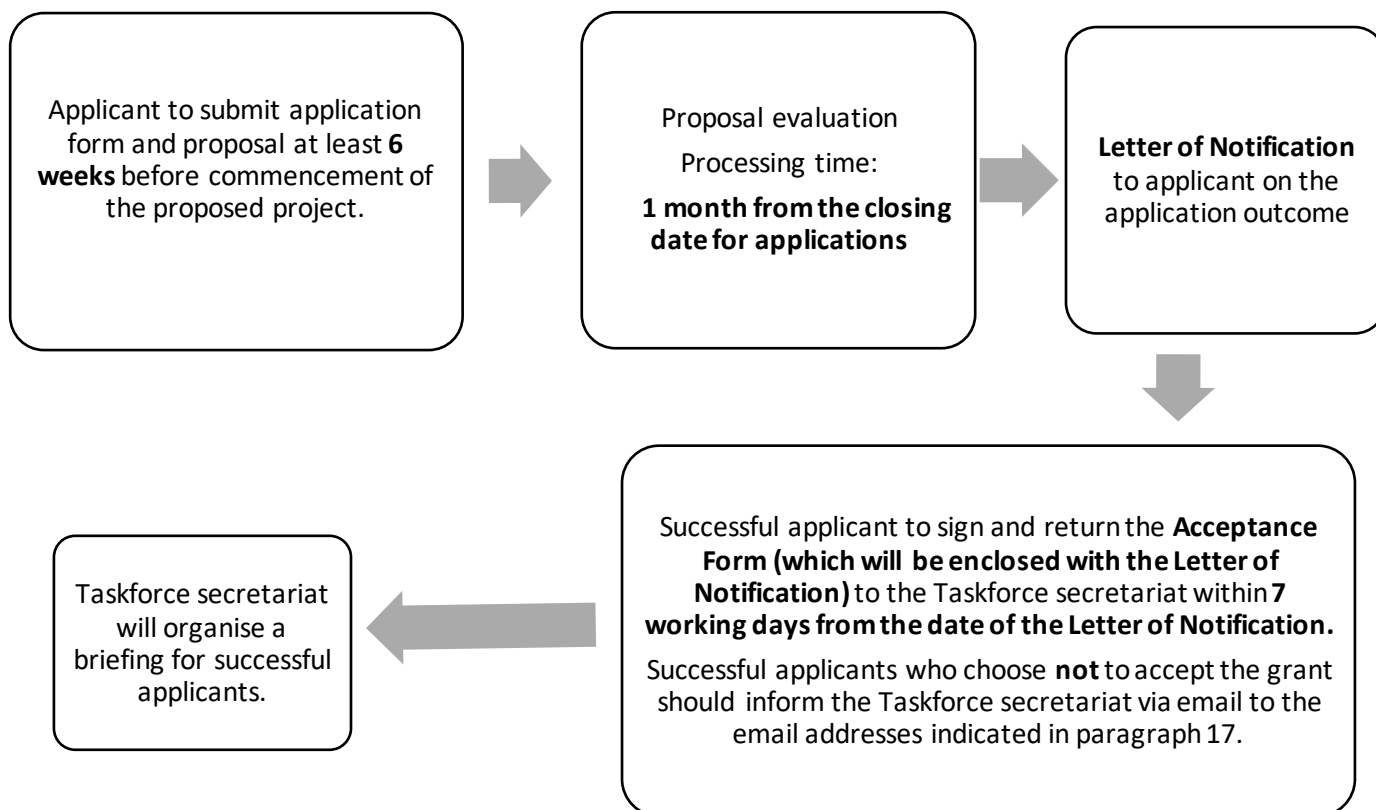 Applicant to submit application
form and proposal at least 6
weeks before commencement of
the proposed project.
Proposal evaluation
Processing time:
1 month from the closing
date for applications
Letter of Notification
to applicant on the
application outcome
Successful applicant to sign and return the Acceptance
Form (which will be enclosed with the Letter of
Notification) to the Taskforce secretariat within 7
working days from the date of the Letter of Notification.
Successful applicants who choose not to accept the grant
should inform the Taskforce secretariat via email to the
email addresses indicated in paragraph 17.
Taskforce secretariat
will organise a
briefing for successful
applicants.